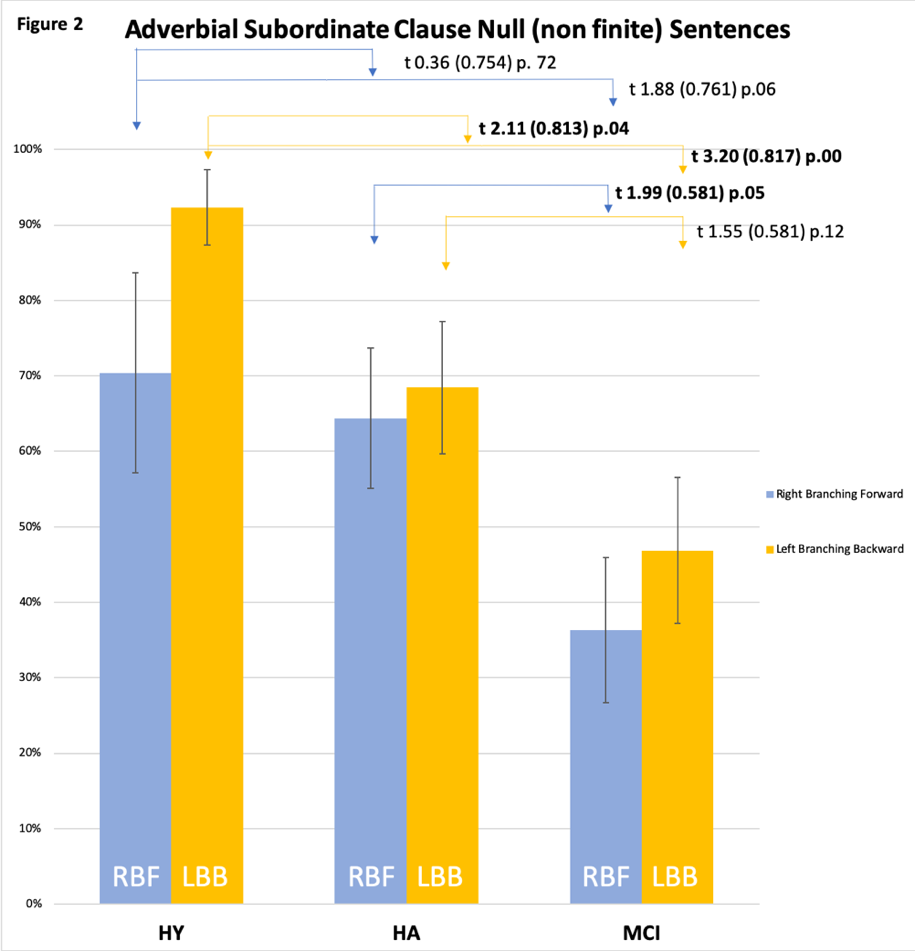 Figure 2
Adverbial Subordinate Clause Null (non finite) Sentences
t 0.36 (0.754) p. 72
t 1.88 (0.761) p.06
t 2.11 (0.813) p.04
t 3.20 (0.817) p.00
t 1.99 (0.581) p.05
t 1.55 (0.581) p.12
100%
90%
80%
70%
60%
50%
40%
30%
20%
10%
0%
Right Branching Forward
Left Branching Backward
RBF LBB RBF LBB RBF LBB
HY HA MCI